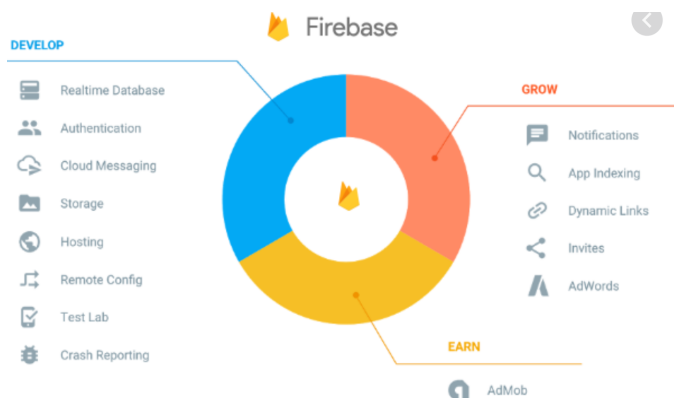 Firebase
DEVELOP
Realtime Database
Authentication
Cloud Messaging
Storage
Hosting
Remote Config
Test Lab
Crash Reporting
GROW
Notifications
App Indexing
Dynamic Links
Invites
AdWords
EARN
AdMob